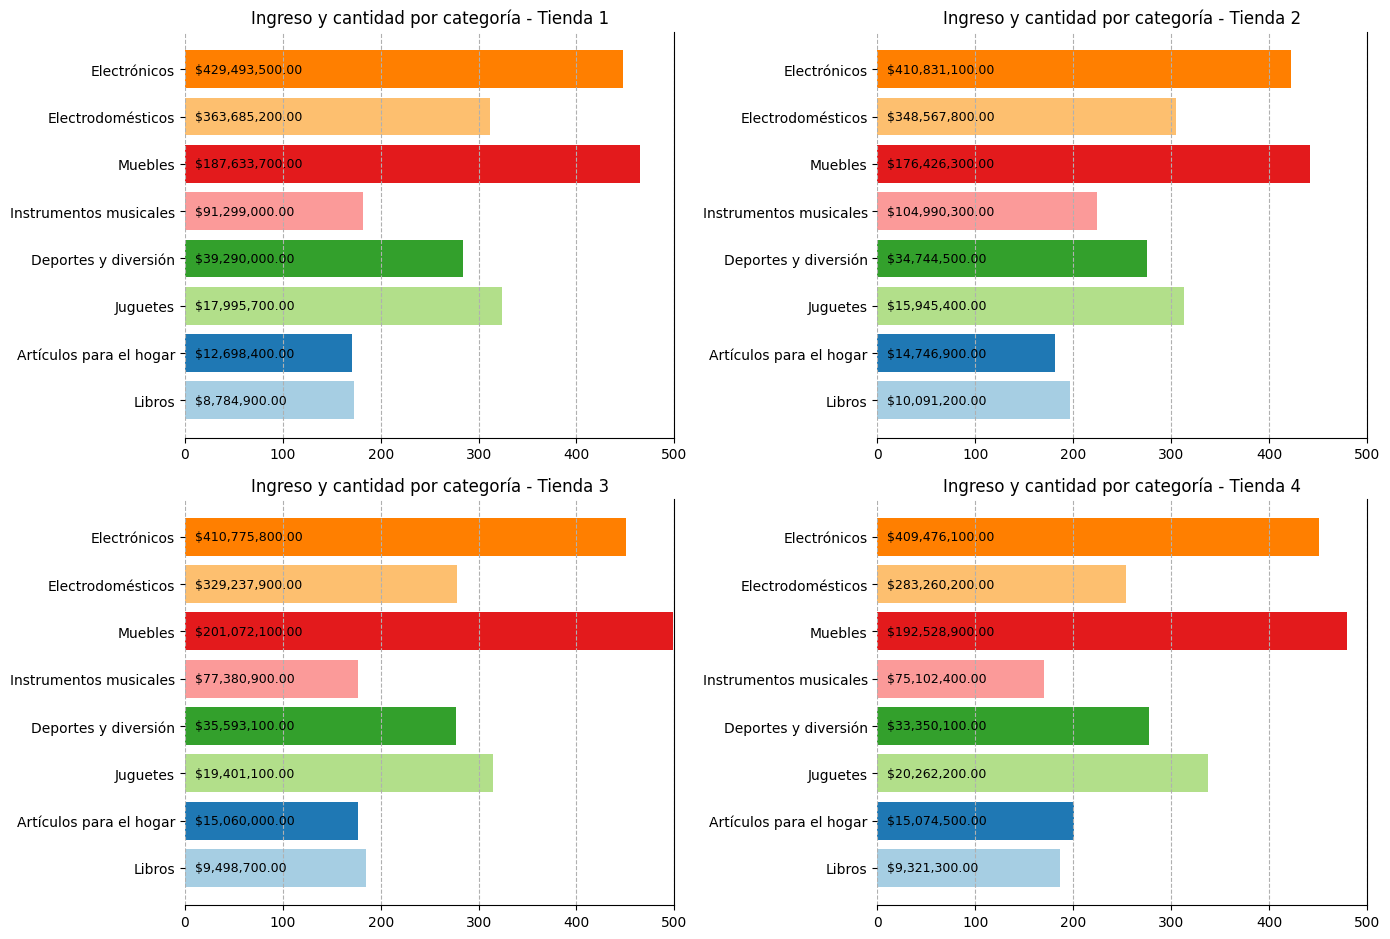 Ingreso y cantidad por categoría - Tienda 1
Electrónicos $429,493,500.00
Electrodomésticos $363,685,200.00
Muebles $187,633,700.00
Instrumentos musicales $91,299,000.00
Deportes y diversión $39,290,000.00
Juguetes $17,995,700.00
Artículos para el hogar $12,698,400.00
Libros $8,784,900.00
0 100 200 300 400 500
Ingreso y cantidad por categoría - Tienda 2
Electrónicos $410,831,100.00
Electrodomésticos $348,567,800.00
Muebles $176,426,300.00
Instrumentos musicales $104,990,300.00
Deportes y diversión $34,744,500.00
Juguetes $15,945,400.00
Artículos para el hogar $14,746,900.00
Libros $10,091,200.00
0 100 200 300 400 500
Ingreso y cantidad por categoría - Tienda 3
Electrónicos $410,775,800.00
Electrodomésticos $329,237,900.00
Muebles $201,072,100.00
Instrumentos musicales $77,380,900.00
Deportes y diversión $35,593,100.00
Juguetes $19,401,100.00
Artículos para el hogar $15,060,000.00
Libros $9,498,700.00
0 100 200 300 400 500
Ingreso y cantidad por categoría - Tienda 4
Electrónicos $409,476,100.00
Electrodomésticos $283,260,200.00
Muebles $192,528,900.00
Instrumentos musicales $75,102,400.00
Deportes y diversión $33,350,100.00
Juguetes $20,262,200.00
Artículos para el hogar $15,074,500.00
Libros $9,321,300.00
0 100 200 300 400 500